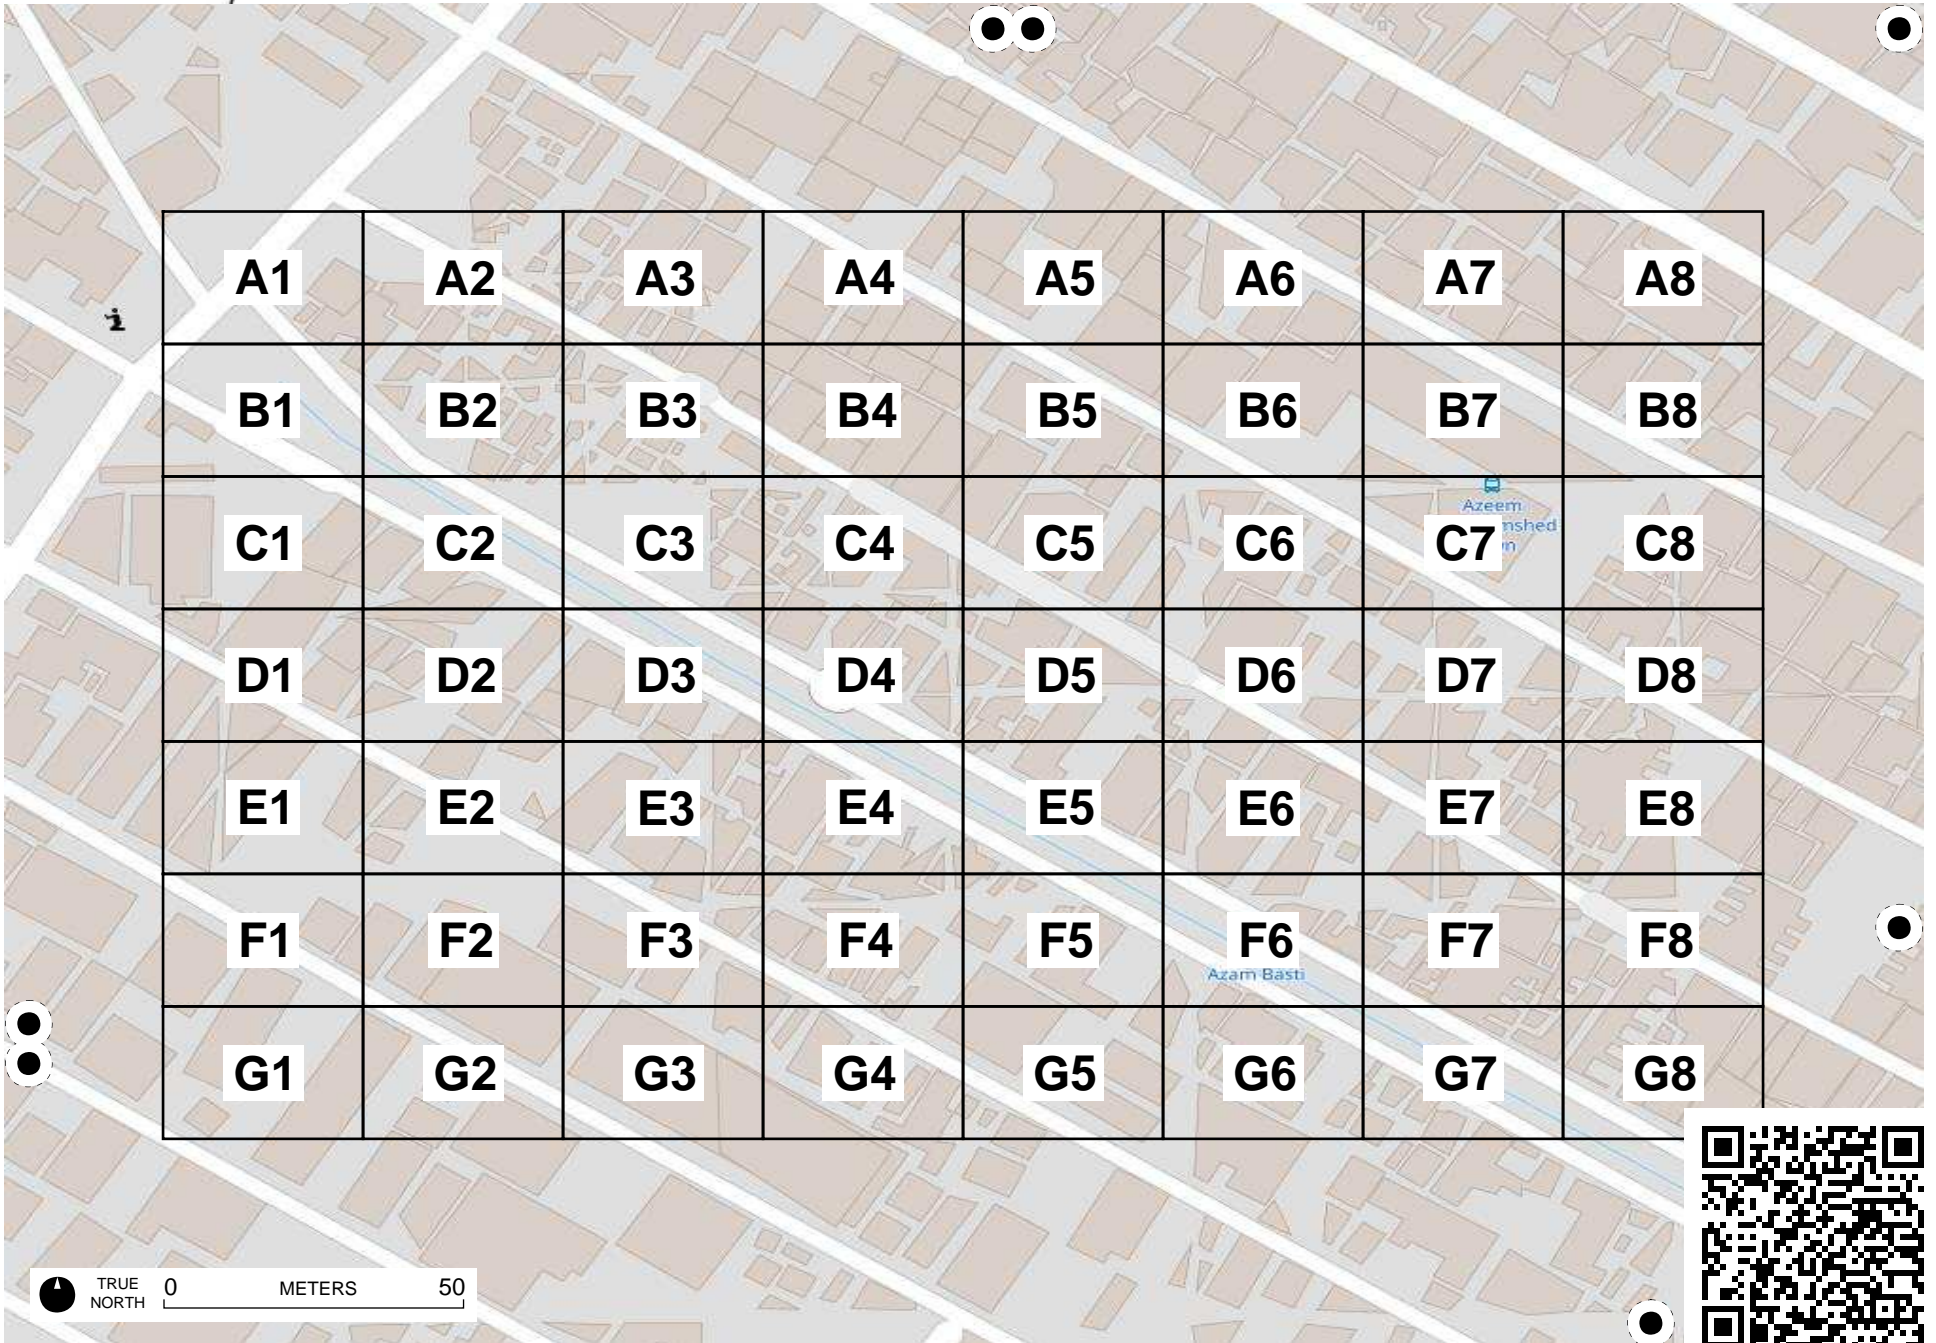 A1 A2 A3 A4 A5 A6 A7 A8
B1 B2 B3 B4 B5 B6 B7 B8
Azeem
C1 C2 C3 C4 C5 C6 C7 C8
D1 D2 D3 D4 D5 D6 D7 D8
E1 E2 E3 E4 E5 E6 E7 E8
F1 F2 F3 F4 F5 F6 F7 F8
Azam Basti
G1 G2 G3 G4 G5 G6 G7 G8
TRUE
NORTH
0 METERS 50